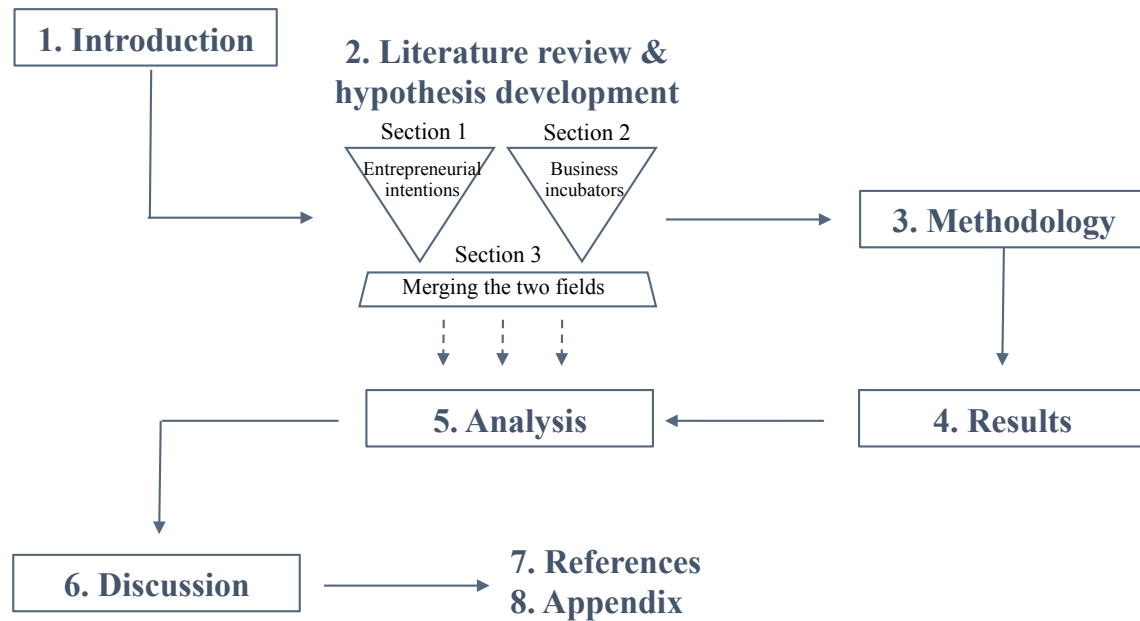 1. Introduction
2. Literature review &
hypothesis development
Section 1
Section 2
Entrepreneurial
intentions
Business
incubators
Section 3
Merging the two fields
3. Methodology
4. Results
5. Analysis
6. Discussion
7. References
8. Appendix